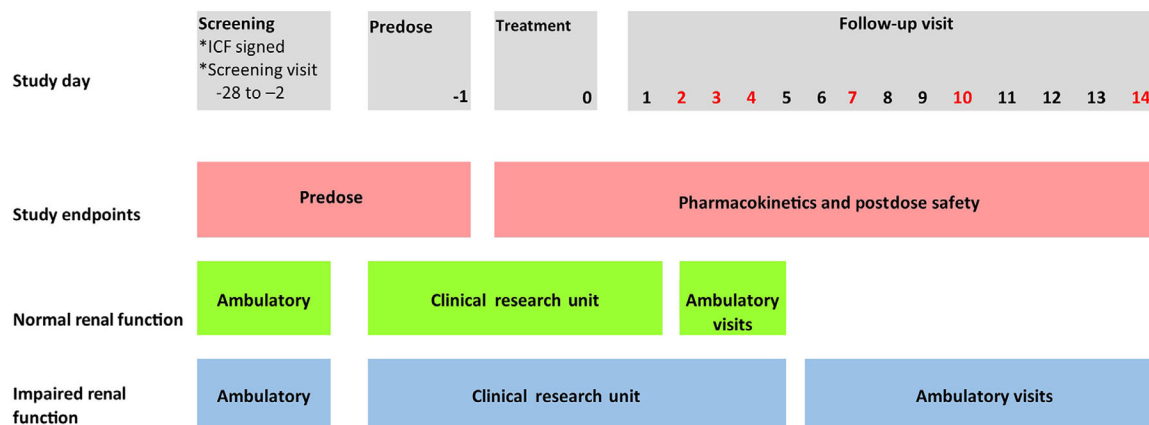 Screening
*ICF signed
*Screening visit
-28 to –2
Predose
-1
Treatment
0
Follow-up visit
1 2 3 4 5 6 7 8 9 10 11 12 13 14
Study day
Study endpoints
Predose
Pharmacokinetics and postdose safety
Normal renal function
Ambulatory
Clinical research unit
Ambulatory
visits
Impaired renal
function
Ambulatory
Clinical research unit
Ambulatory visits